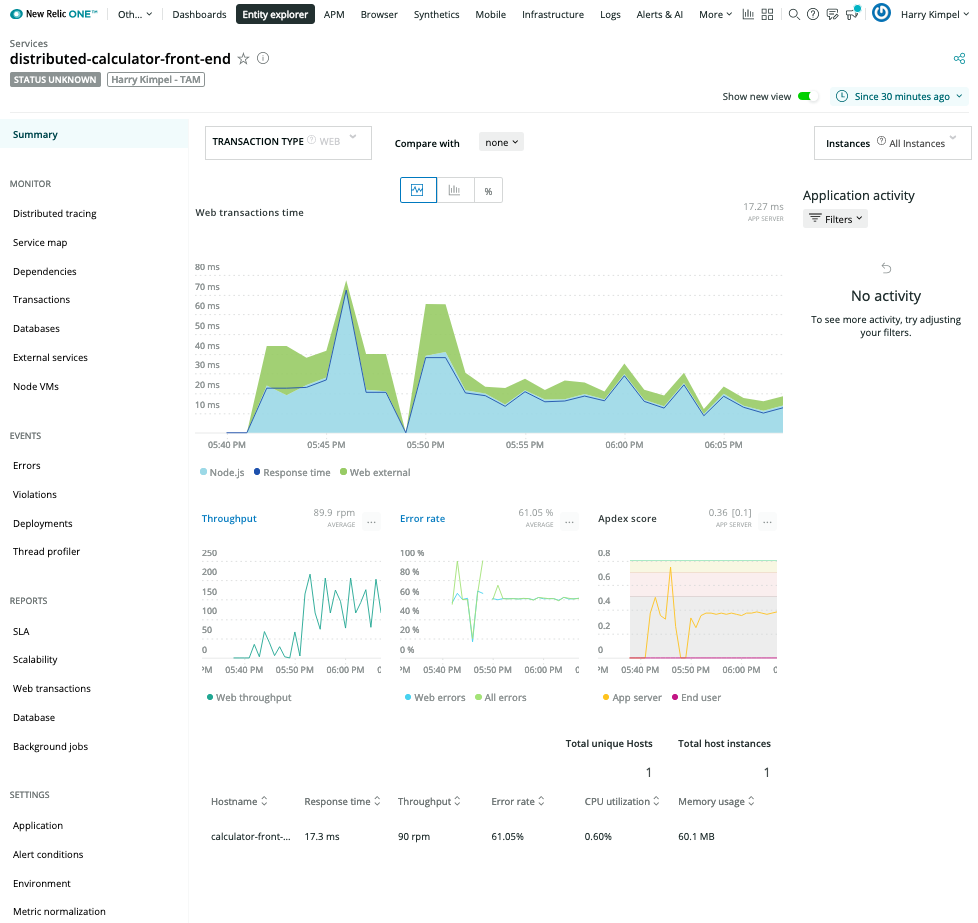 New Relic ONE™ Oth... Dashboards Entity explorer APM Browser Synthetics Mobile Infrastructure Logs Alerts & AI More Harry Kimpel
Services
distributed-calculator-front-end
STATUS UNKNOWN Harry Kimpel - TAM
Show new view Since 30 minutes ago
Summary
MONITOR
Distributed tracing
Service map
Dependencies
Transactions
Databases
External services
Node VMs
EVENTS
Errors
Violations
Deployments
Thread profiler
REPORTS
SLA
Scalability
Web transactions
Database
Background jobs
SETTINGS
Application
Alert conditions
Environment
Metric normalization
TRANSACTION TYPE ? WEB
Compare with none
Instances ? All Instances
%
Web transactions time
17.27 ms
APP SERVER
80 ms
70 ms
60 ms
50 ms
40 ms
30 ms
20 ms
10 ms
05:40 PM 05:45 PM 05:50 PM 05:55 PM 06:00 PM 06:05 PM
Node.js Response time Web external
Application activity
Filters
No activity
To see more activity, try adjusting
your filters.
Throughput
89.9 rpm
AVERAGE
...
250
200
150
100
50
0
PM 05:40 PM 05:50 PM 06:00 PM 0
Web throughput
Error rate
61.05 %
AVERAGE
...
100 %
80 %
60 %
40 %
20 %
0 %
PM 05:40 PM 05:50 PM 06:00 PM 0
Web errors All errors
Apdex score
0.36 [0.1]
APP SERVER
...
0.8
0.6
0.4
0.2
0
PM 05:40 PM 05:50 PM 06:00 PM 0
App server End user
Total unique Hosts Total host instances
1 1
Hostname Response time Throughput Error rate CPU utilization Memory usage
calculator-front-... 17.3 ms 90 rpm 61.05% 0.60% 60.1 MB